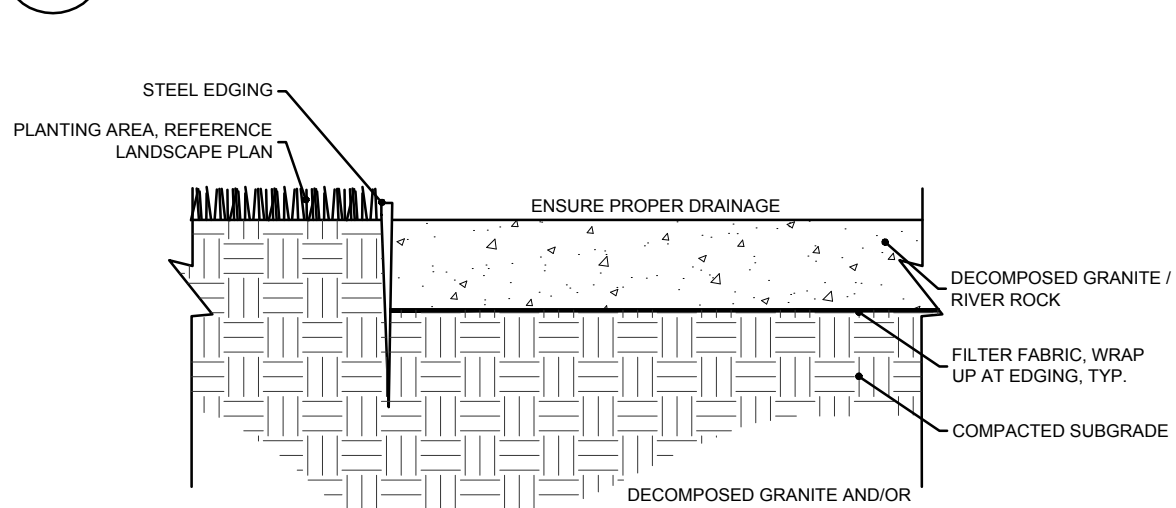 STEEL EDGING
PLANTING AREA, REFERENCE
LANDSCAPE PLAN
ENSURE PROPER DRAINAGE
DECOMPOSED GRANITE /
RIVER ROCK
FILTER FABRIC, WRAP
UP AT EDGING, TYP.
COMPACTED SUBGRADE
DECOMPOSED GRANITE AND/OR